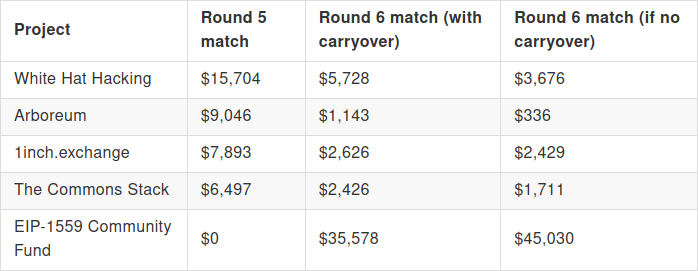 Project Round 5 match Round 6 match (with carryover) Round 6 match (if no carryover)
White Hat Hacking $15,704 $5,728 $3,676
Arboreum $9,046 $1,143 $336
1inch.exchange $7,893 $2,626 $2,429
The Commons Stack $6,497 $2,426 $1,711
EIP-1559 Community Fund $0 $35,578 $45,030